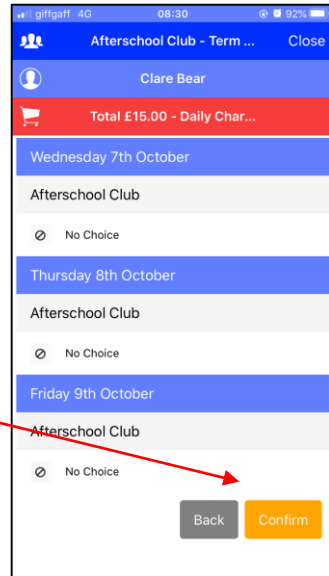 giffgaff 4G 08:30 92%
Afterschool Club - Term ... Close
Clare Bear
Total £15.00 - Daily Char...
Wednesday 7th October
Afterschool Club
No Choice
Thursday 8th October
Afterschool Club
No Choice
Friday 9th October
Afterschool Club
No Choice
Back Confirm